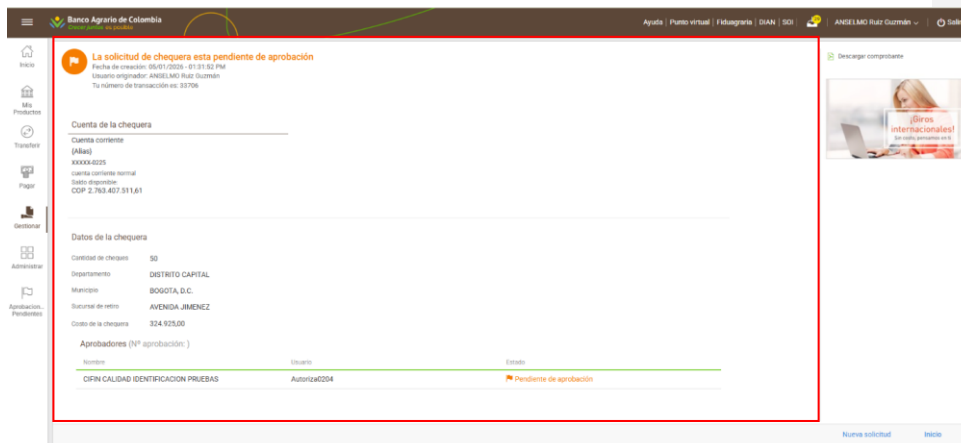 Banco Agrario de Colombia
Crecer juntos es posible
Ayuda | Punto virtual | Fiduagraria | DIAN | SOI |
ANSELMO Ruiz Guzmán
Salir
Inicio
Mis
Productos
Transferir
Pagar
Gestionar
Administrar
Aprobacion...
Pendientes
La solicitud de chequera esta pendiente de aprobación
Fecha de creación: 05/01/2026 - 01:31:52 PM
Usuario originador: ANSELMO Ruiz Guzmán
Tu número de transacción es: 33706
Cuenta de la chequera
Cuenta corriente
(Alias)
XXXXX-0225
cuenta corriente normal
Saldo disponible:
COP 2.763.407.511,61
Datos de la chequera
Cantidad de cheques 50
Departamento DISTRITO CAPITAL
Municipio BOGOTA, D.C.
Sucursal de retiro AVENIDA JIMENEZ
Costo de la chequera 324.925,00
Aprobadores (Nº aprobación: )
Nombre Usuario Estado
CIFIN CALIDAD IDENTIFICACION PRUEBAS Autoriza0204 Pendiente de aprobación
Descargar comprobante
¡Giros
internacionales!
Sin costo, pensamos en ti
Nueva solicitud Inicio